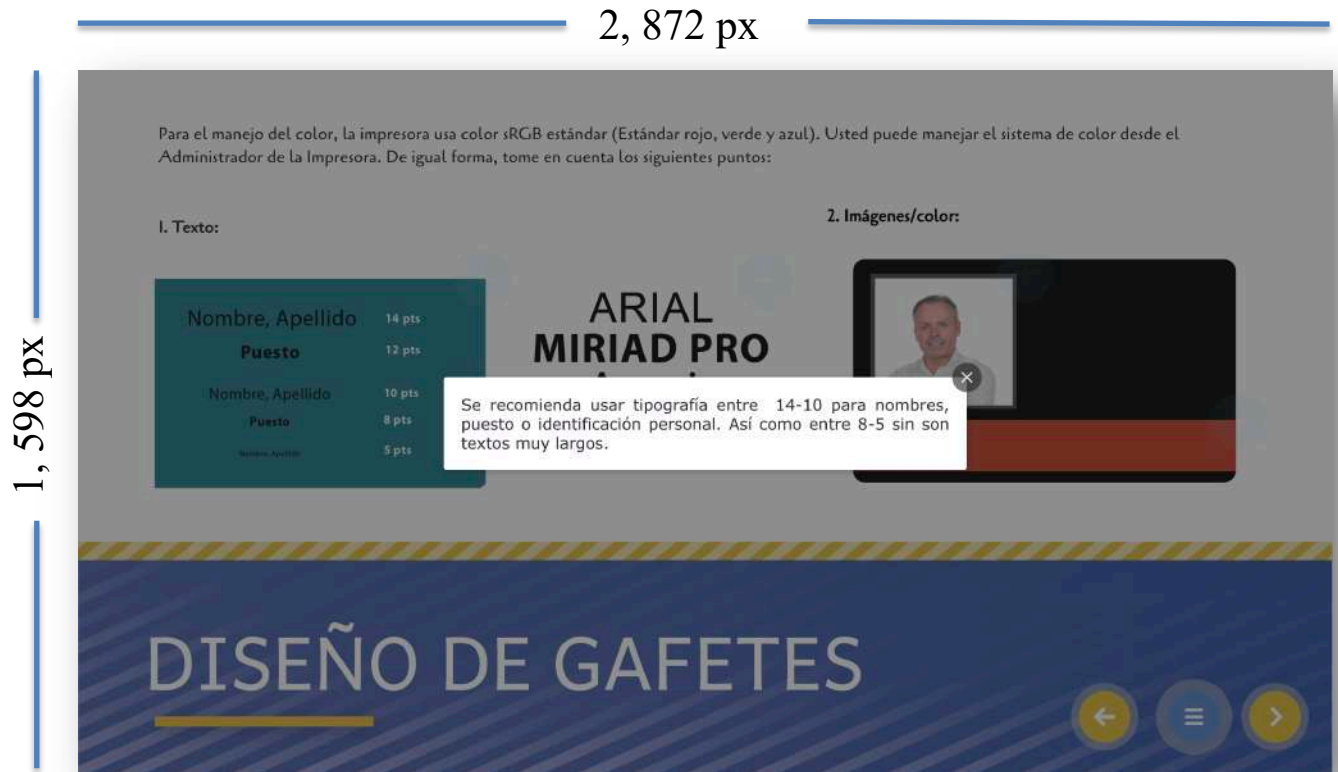 2, 872 px
1, 598 px
Para el manejo del color, la impresora usa color sRGB estándar (Estándar rojo, verde y azul). Usted puede manejar el sistema de color desde el
Administrador de la Impresora. De igual forma, tome en cuenta los siguientes puntos:
1. Texto:
2. Imágenes/color:
Nombre, Apellido 14 pts
Puesto 12 pts
Nombre, Apellido 10 pts
Puesto 8 pts
Nombre, Apellido 5 pts
ARIAL
MIRIAD PRO
Se recomienda usar tipografía entre 14-10 para nombres,
puesto o identificación personal. Así como entre 8-5 sin son
textos muy largos.
DISEÑO DE GAFETES